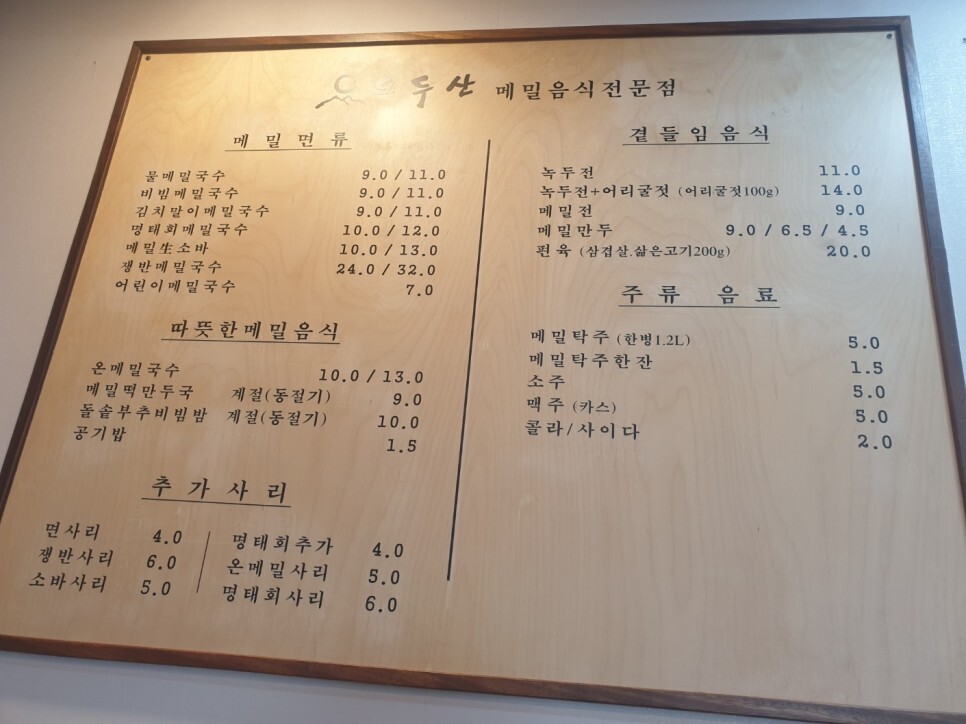 두산 메밀음식전문점
메 밀 면 류
물메밀국수 9.0 / 11.0
비빔메밀국수 9.0 / 11.0
김치말이메밀국수 9.0 / 11.0
명태회메밀국수 10.0 / 12.0
메밀生소바 10.0 / 13.0
쟁반메밀국수 24.0 / 32.0
어린이메밀국수 7.0
따뜻한메밀음식
온메밀국수 10.0 / 13.0
메밀떡만두국 계절(동절기) 9.0
돌솥부추비빔밥 계절(동절기) 10.0
공기밥 1.5
추 가 사 리
면사리 4.0
쟁반사리 6.0
소바사리 5.0
명태회추가 4.0
온메밀사리 5.0
명태회사리 6.0
곁들임음식
녹두전 11.0
녹두전+어리굴젓 (어리굴젓100g) 14.0
메밀전 9.0
메밀만두 9.0 / 6.5 / 4.5
편육 (삼겹살.삶은고기200g) 20.0
주 류 음 료
메밀탁주 (한병1.2L) 5.0
메밀탁주한잔 1.5
소주 5.0
맥주 (카스) 5.0
콜라/사이다 2.0